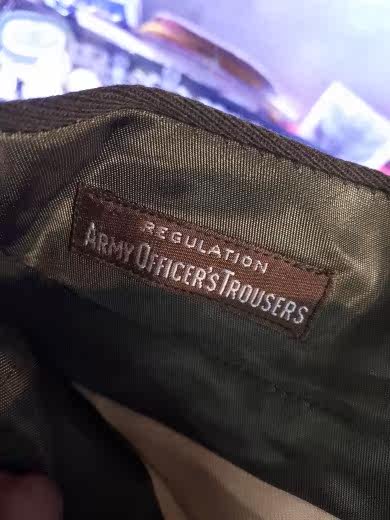 REGULATION
ARMY OFFICER'S TROUSERS